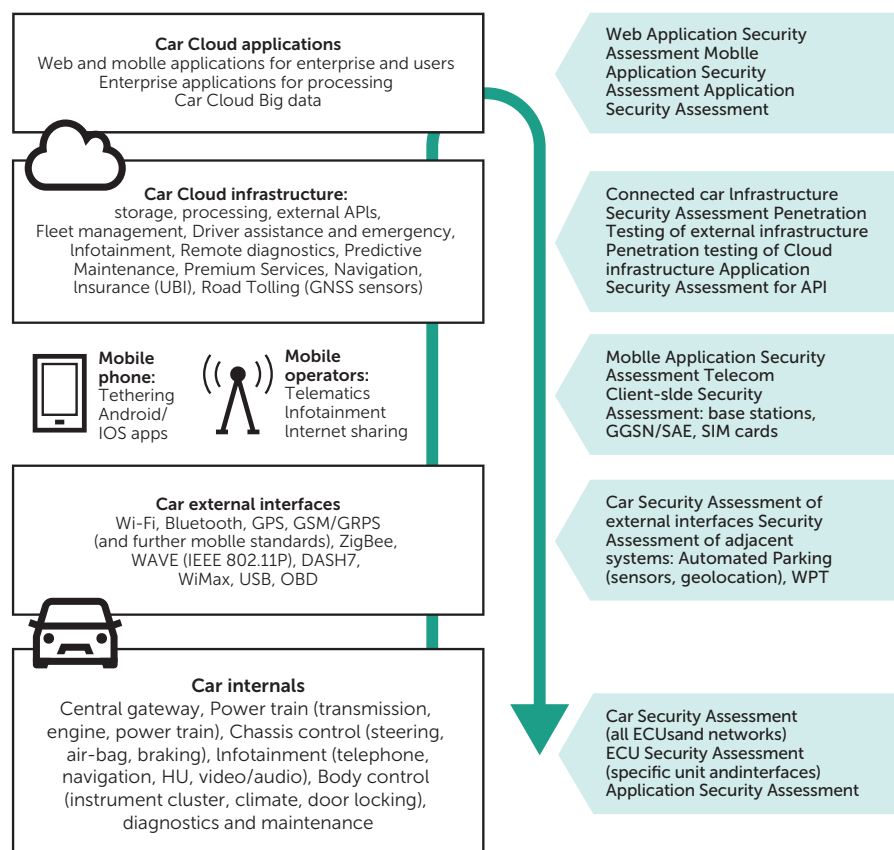 Car Cloud applications
Web and moblle applications for enterprise and users
Enterprise applications for processing
Car Cloud Big data
Web Application Security
Assessment Moblle
Application Security
Assessment Application
Security Assessment
Car Cloud infrastructure:
storage, processing, external APls,
Fleet management, Driver assistance and emergency,
lnfotainment, Remote diagnostics, Predictive
Maintenance, Premium Services, Navigation,
lnsurance (UBI), Road Tolling (GNSS sensors)
Connected car lnfrastructure
Security Assessment Penetration
Testing of external infrastructure
Penetration testing of Cloud
infrastructure Application
Security Assessment for API
Mobile
phone:
Tethering
Android/
IOS apps
Mobile
operators:
Telematics
lnfotainment
lnternet sharing
Moblle Application Security
Assessment Telecom
Client-slde Security
Assessment: base stations,
GGSN/SAE, SIM cards
Car external interfaces
Wi-Fi, Bluetooth, GPS, GSM/GRPS
(and further moblle standards), ZigBee,
WAVE (IEEE 802.11P), DASH7,
WiMax, USB, OBD
Car Security Assessment of
external interfaces Security
Assessment of adjacent
systems: Automated Parking
(sensors, geolocation), WPT
Car internals
Central gateway, Power train (transmission,
engine, power train), Chassis control (steering,
air-bag, braking), lnfotainment (telephone,
navigation, HU, video/audio), Body control
(instrument cluster, climate, door locking),
diagnostics and maintenance
Car Security Assessment
(all ECUsand networks)
ECU Security Assessment
(specific unit andinterfaces)
Application Security Assessment